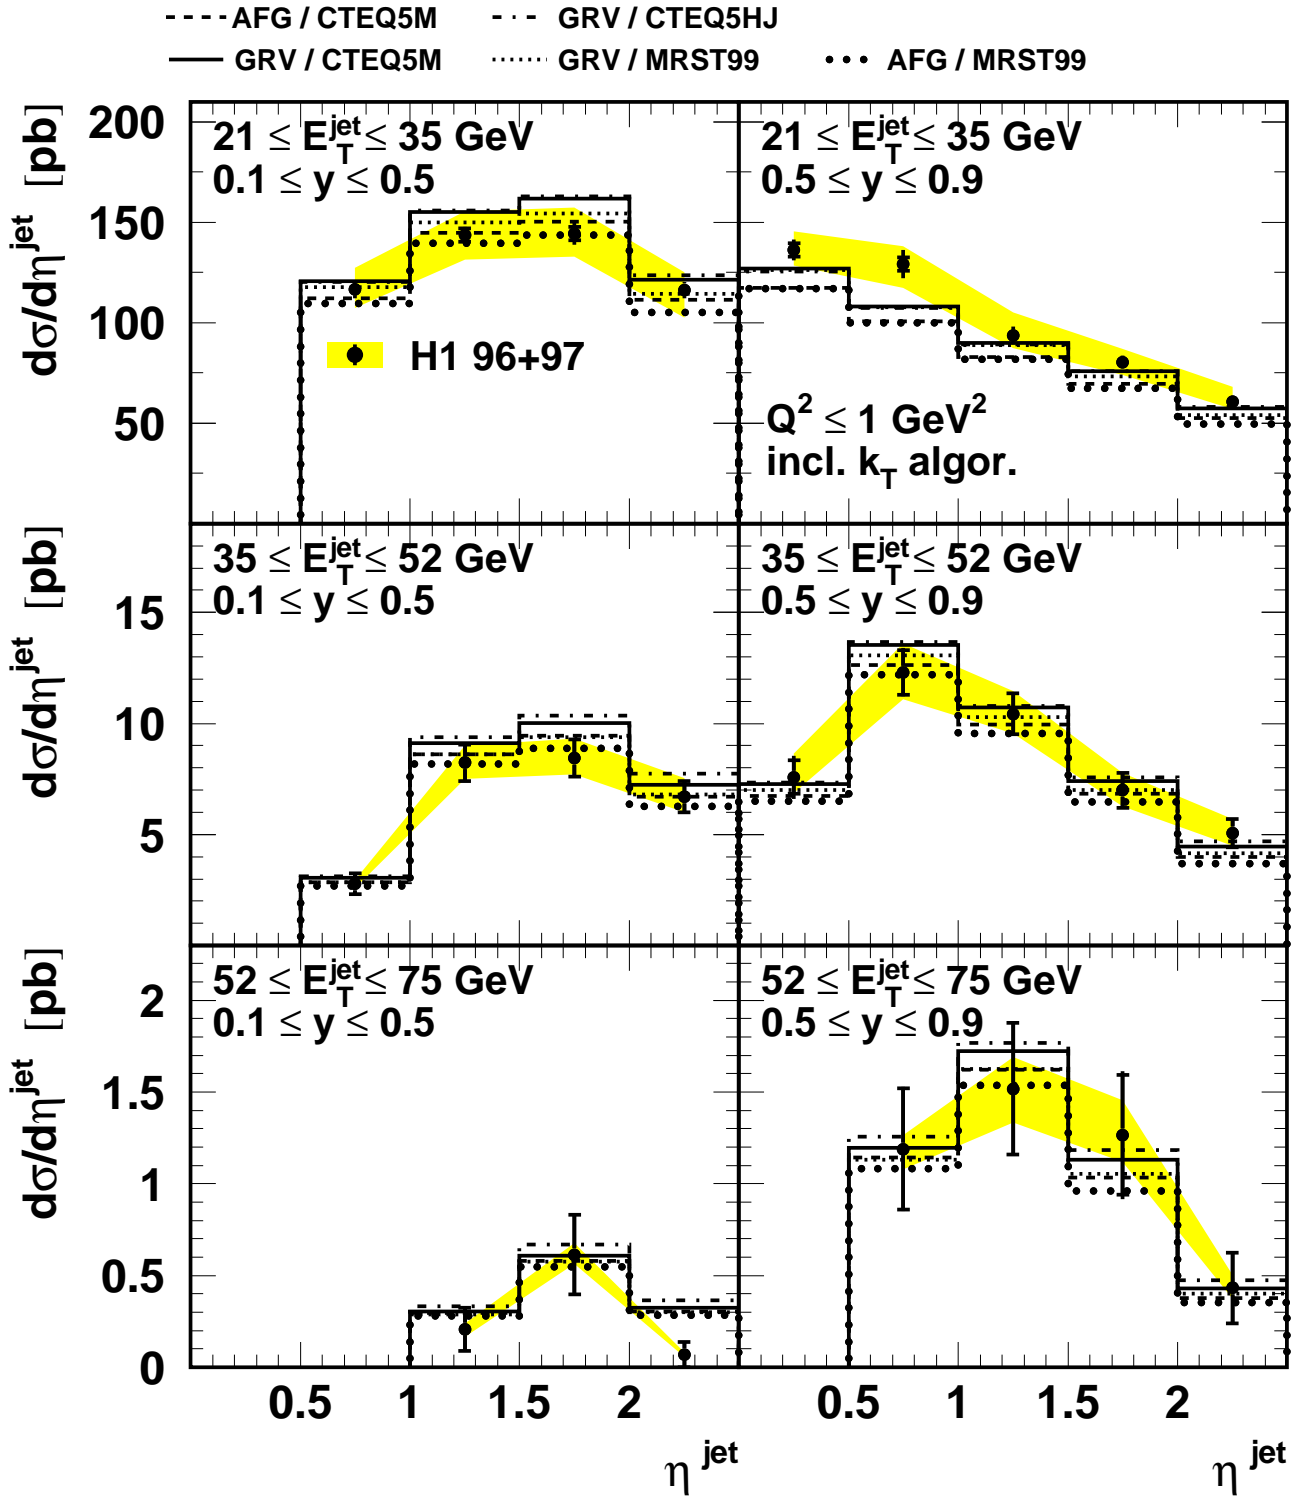 AFG / CTEQ5M GRV / CTEQ5HJ
GRV / CTEQ5M GRV / MRST99 AFG / MRST99
dσ/dη^jet [pb]
200
150
100
50
21 ≤ E_T^jet ≤ 35 GeV
0.1 ≤ y ≤ 0.5
H1 96+97
21 ≤ E_T^jet ≤ 35 GeV
0.5 ≤ y ≤ 0.9
Q^2 ≤ 1 GeV^2
incl. k_T algor.
dσ/dη^jet [pb]
15
10
5
35 ≤ E_T^jet ≤ 52 GeV
0.1 ≤ y ≤ 0.5
35 ≤ E_T^jet ≤ 52 GeV
0.5 ≤ y ≤ 0.9
dσ/dη^jet [pb]
2
1.5
1
0.5
0
52 ≤ E_T^jet ≤ 75 GeV
0.1 ≤ y ≤ 0.5
52 ≤ E_T^jet ≤ 75 GeV
0.5 ≤ y ≤ 0.9
0.5 1 1.5 2 0.5 1 1.5 2
η^jet η^jet